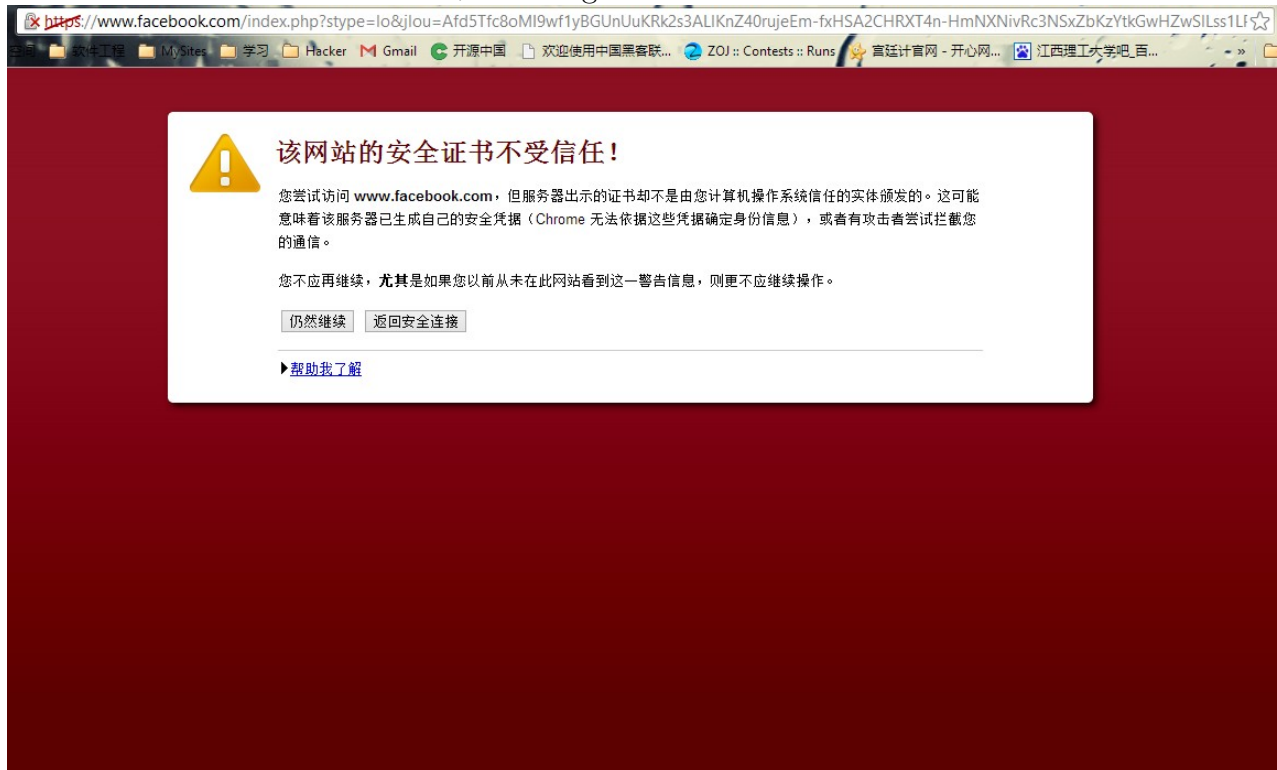 https://www.facebook.com/index.php?stype=lo&jlou=Afd5Tfc8oMI9wf1yBGUnUuKRk2s3ALIKnZ40rujeEm-fxHSA2CHRXT4n-HmNXNivRc3NSxZbKzYtkGwHZwSILss1LF
软件工程 MySites 学习 Hacker Gmail 开源中国 欢迎使用中国黑客联... ZOJ :: Contests :: Runs 宫廷计官网 - 开心网... 江西理工大学吧_百... »
该网站的安全证书不受信任！
您尝试访问 www.facebook.com，但服务器出示的证书却不是由您计算机操作系统信任的实体颁发的。这可能
意味着该服务器已生成自己的安全凭据（Chrome 无法依据这些凭据确定身份信息），或者有攻击者尝试拦截您
的通信。
您不应再继续，尤其是如果您以前从未在此网站看到这一警告信息，则更不应继续操作。
仍然继续 返回安全连接
帮助我了解